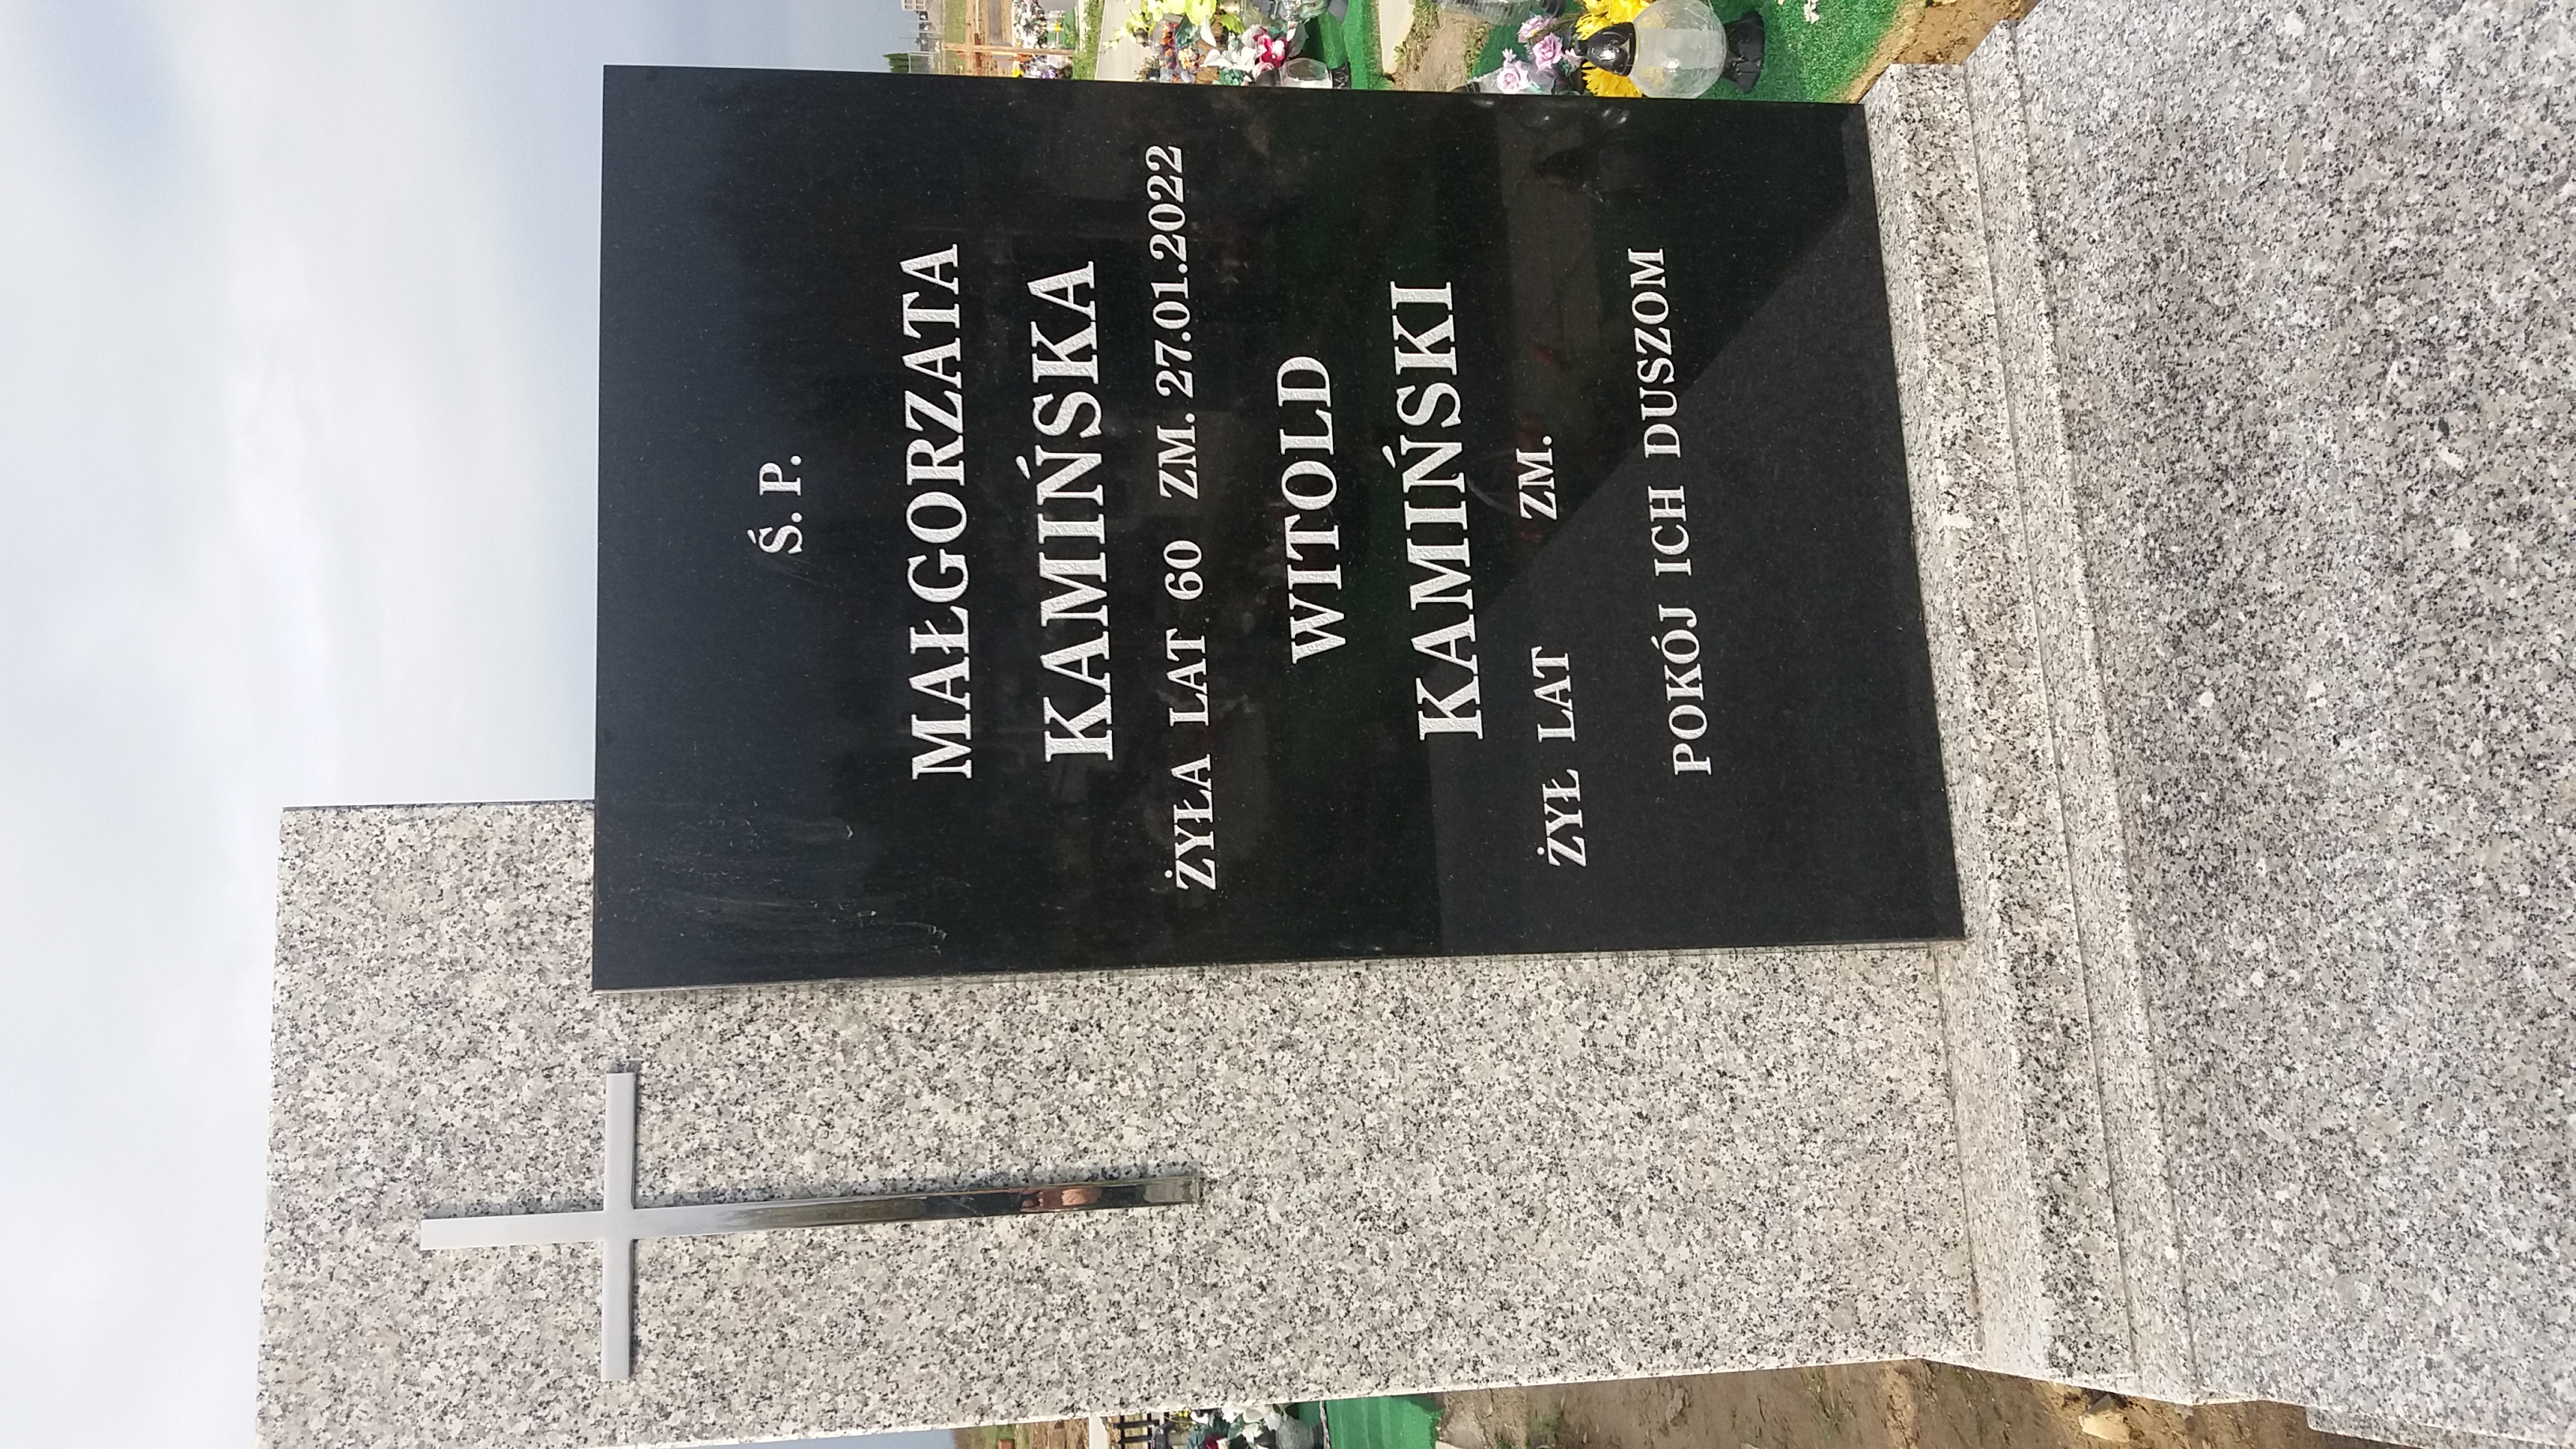 Ś. P.
MAŁGORZATA
KAMIŃSKA
ŻYŁA LAT 60 ZM. 27.01.2022
WITOLD
KAMIŃSKI
ŻYŁ LAT ZM.
POKÓJ ICH DUSZOM